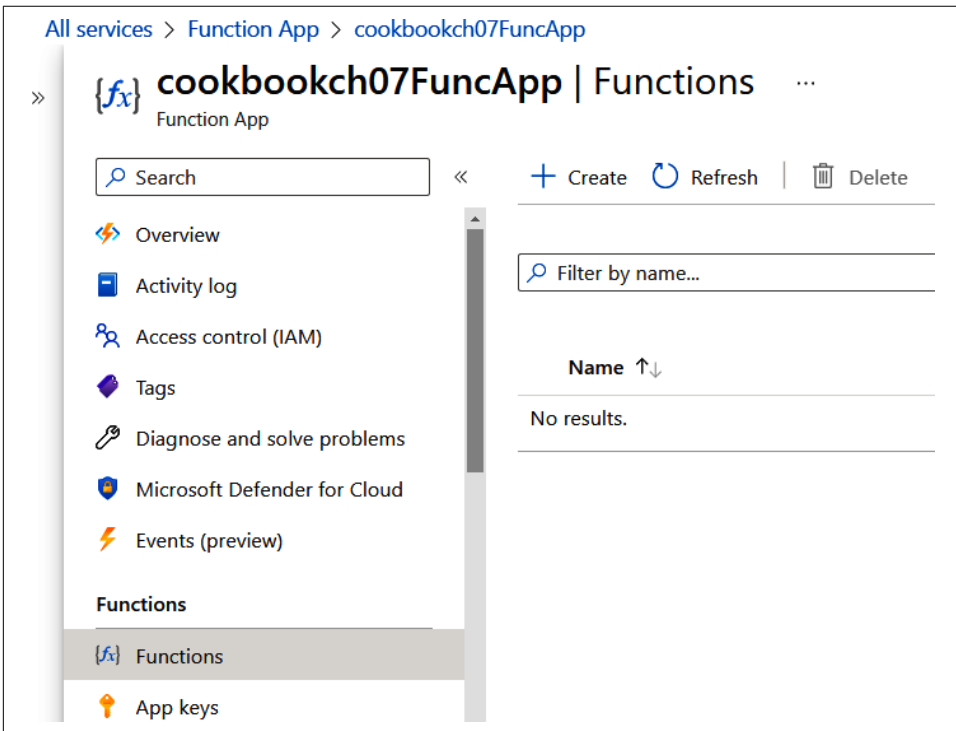 All services > Function App > cookbookch07FuncApp
»
{fx} cookbookch07FuncApp | Functions ...
Function App
Search «
Overview
Activity log
Access control (IAM)
Tags
Diagnose and solve problems
Microsoft Defender for Cloud
Events (preview)
Functions
{fx} Functions
App keys
+ Create Refresh | Delete
Filter by name...
Name ↑↓
No results.